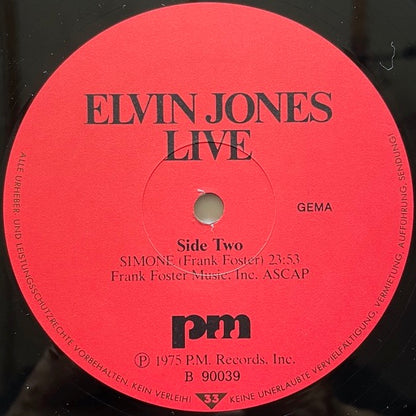 ELVIN JONES
LIVE
GEMA
Side Two
SIMONE (Frank Foster) 23:53
Frank Foster Music, Inc. ASCAP
pm
℗ 1975 P.M. Records, Inc.
B 90039
ALLE URHEBER- UND LEISTUNGSSCHUTZRECHTE VORBEHALTEN. KEIN VERLEIH! 33 KEINE UNERLAUBTE VERVIELFÄLTIGUNG, VERMIETUNG, AUFFÜHRUNG, SENDUNG!